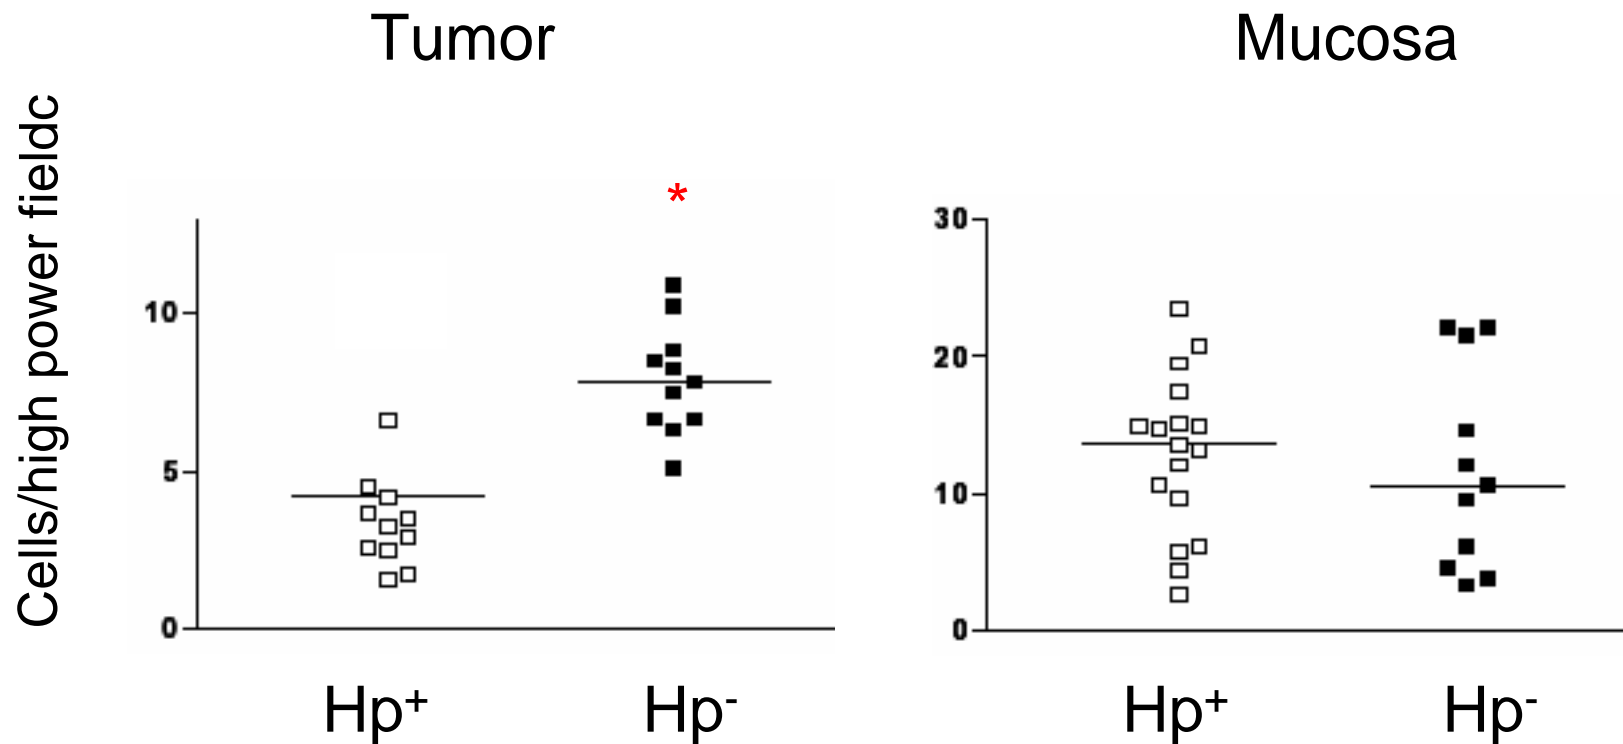 Tumor
Mucosa
Cells/high power fieldc
*
10
5
0
30
20
10
0
Hp⁺
Hp⁻
Hp⁺
Hp⁻